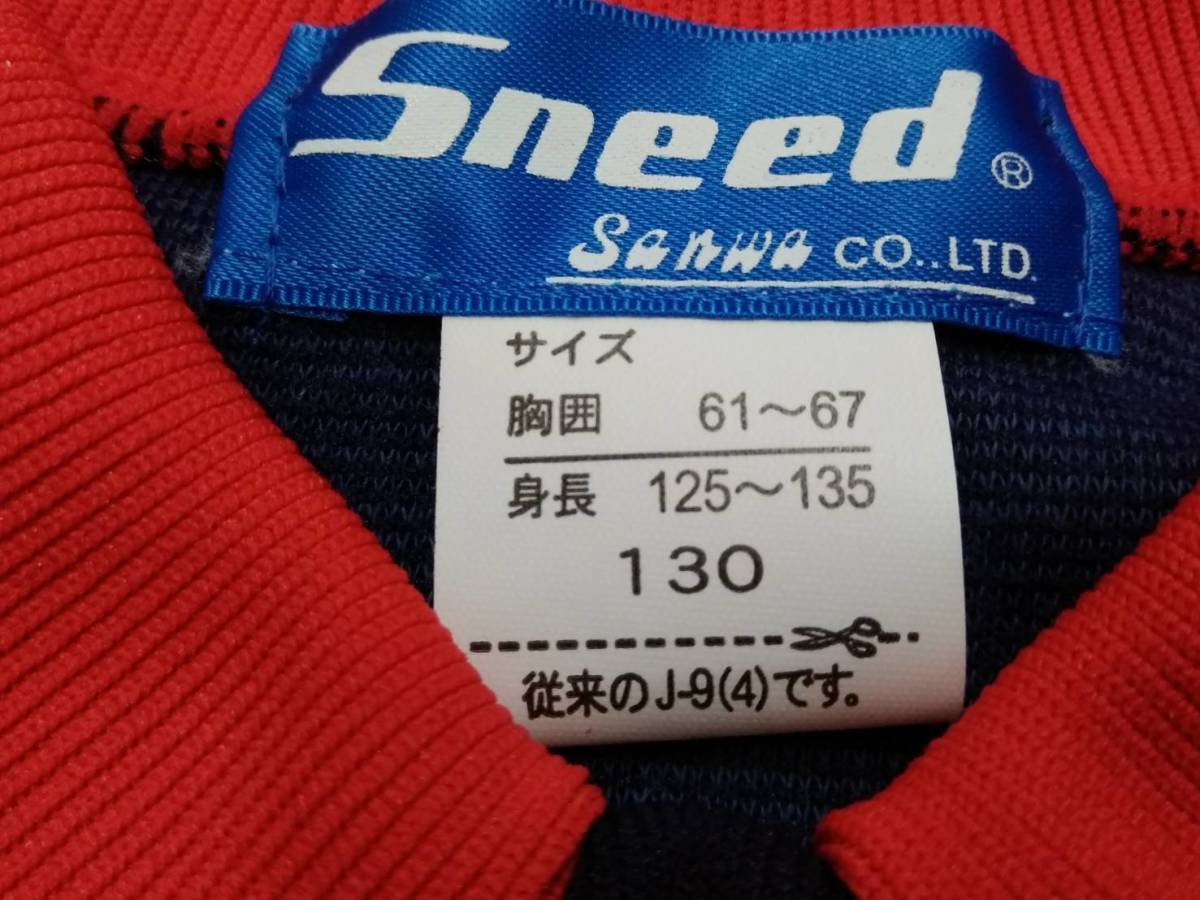 Sneed ®
Sanwa CO.,LTD.
サイズ
胸囲 61～67
身長 125～135
130
従来のJ-9(4)です。